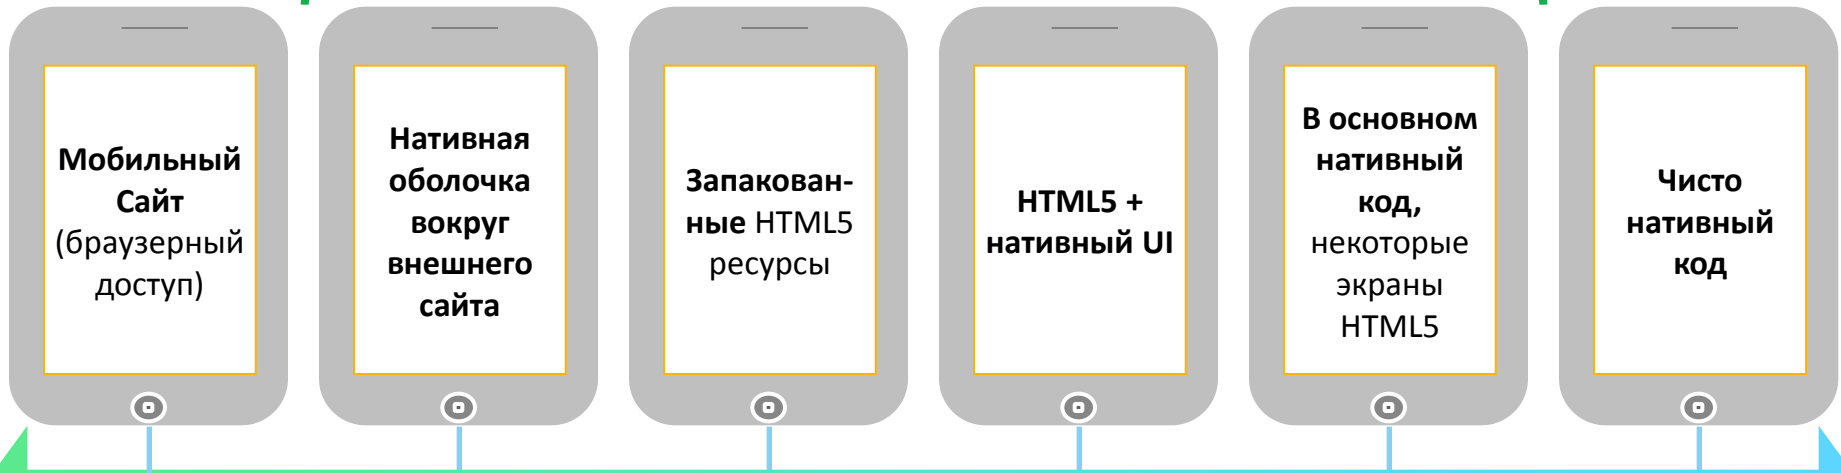 Мобильный
Сайт
(браузерный
доступ)
Нативная
оболочка
вокруг
внешнего
сайта
Запакован-
ные HTML5
ресурсы
HTML5 +
нативный UI
В основном
нативный
код,
некоторые
экраны
HTML5
Чисто
нативный
код